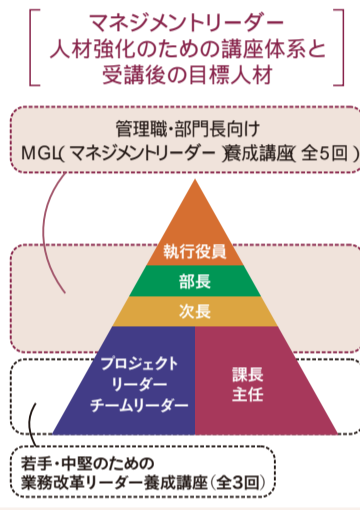 マネジメントリーダー
人材強化のための講座体系と
受講後の目標人材
管理職・部門長向け
MGL(マネジメントリーダー)養成講座(全5回)
執行役員
部長
次長
プロジェクト
リーダー
チームリーダー
課長
主任
若手・中堅のための
業務改革リーダー養成講座(全3回)